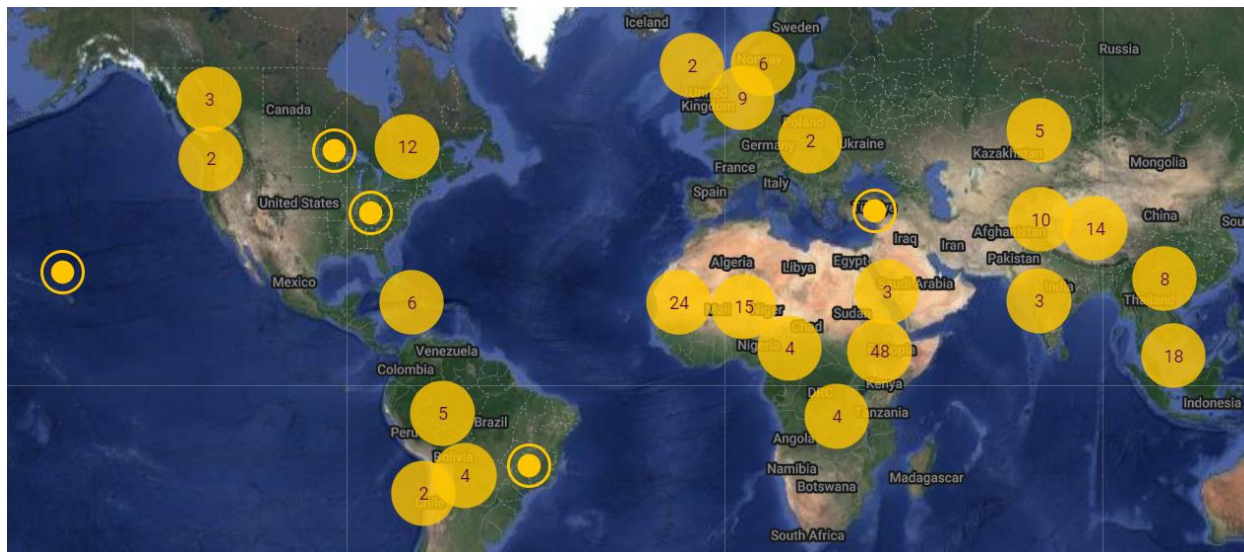 Iceland
Sweden
Russia
Norway
2
6
3
United
Kingdom
9
Canada
Poland
5
12
2
Germany
Ukraine
Kazakhstan
Mongolia
2
France
Italy
Spain
United States
10
China
Afghanistan
14
Iraq
Iran
Algeria
Egypt
Pakistan
Libya
8
Mexico
3
Saudi Arabia
India
6
24
15
3
Thailand
Mali
Niger
Sudan
Chad
Venezuela
Nigeria
4
48
18
Colombia
Kenya
DRC
Indonesia
5
Brazil
4
Tanzania
Peru
Angola
Bolivia
4
Namibia
Madagascar
2
Botswana
Chile
South Africa